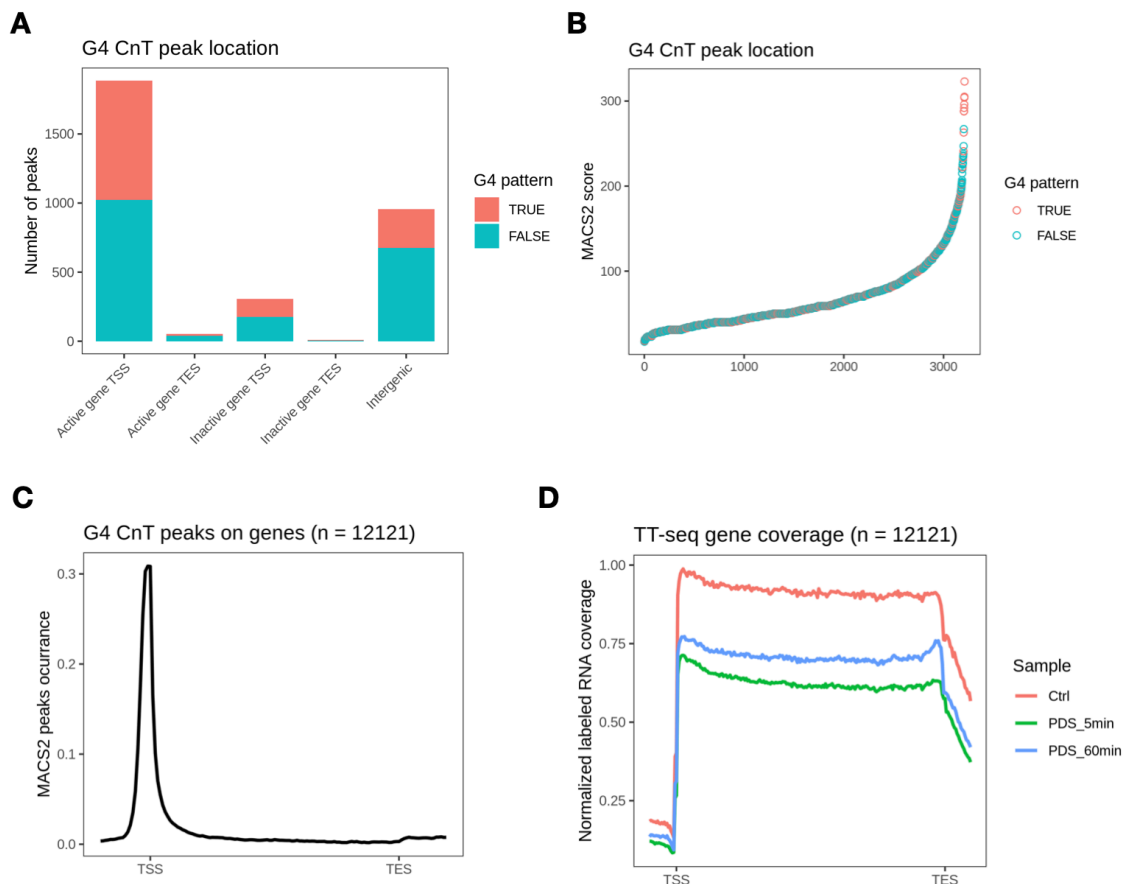 A
G4 CnT peak location
Number of peaks
1500
1000
500
0
Active gene TSS
Active gene TES
Inactive gene TSS
Inactive gene TES
Intergenic
G4 pattern
TRUE
FALSE
B
G4 CnT peak location
MACS2 score
300
200
100
0
1000
2000
3000
G4 pattern
TRUE
FALSE
C
G4 CnT peaks on genes (n = 12121)
MACS2 peaks ocurrance
0.3
0.2
0.1
0.0
TSS
TES
D
TT-seq gene coverage (n = 12121)
Normalized labeled RNA coverage
1.00
0.75
0.50
0.25
TSS
TES
Sample
Ctrl
PDS_5min
PDS_60min